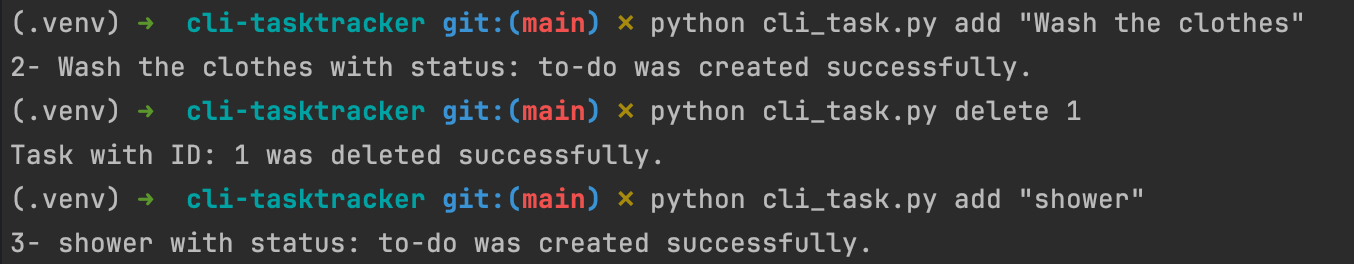 (.venv) ➜  cli-tasktracker git:(main) ✗ python cli_task.py add "Wash the clothes"
2- Wash the clothes with status: to-do was created successfully.
(.venv) ➜  cli-tasktracker git:(main) ✗ python cli_task.py delete 1
Task with ID: 1 was deleted successfully.
(.venv) ➜  cli-tasktracker git:(main) ✗ python cli_task.py add "shower"
3- shower with status: to-do was created successfully.